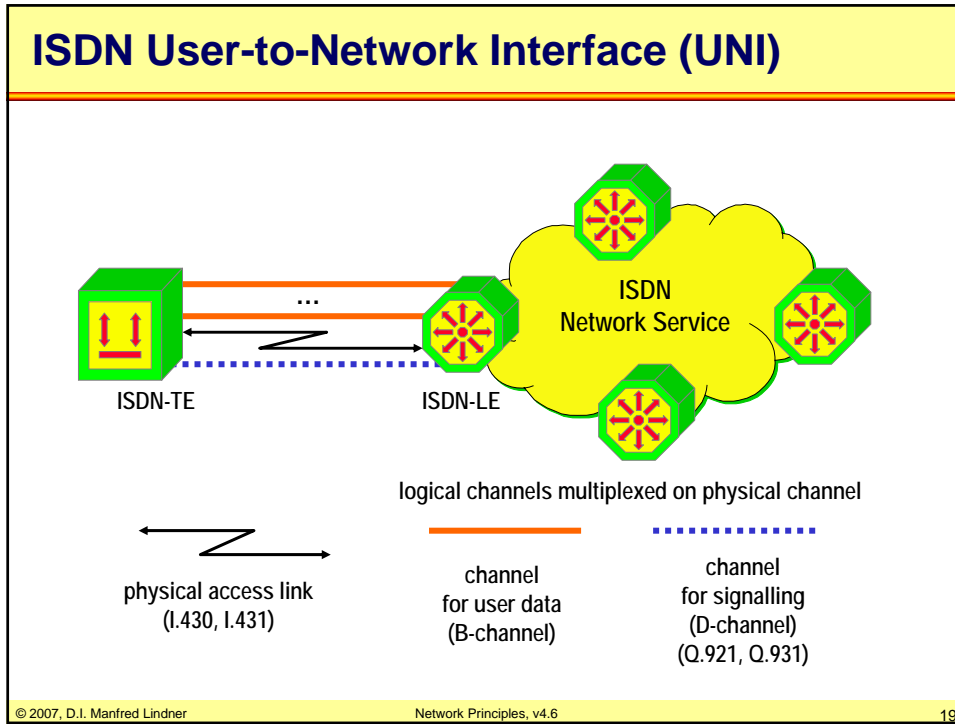 ISDN User-to-Network Interface (UNI)
...
ISDN
Network Service
ISDN-TE
ISDN-LE
logical channels multiplexed on physical channel
physical access link
(I.430, I.431)
channel
for user data
(B-channel)
channel
for signalling
(D-channel)
(Q.921, Q.931)
© 2007, D.I. Manfred Lindner
Network Principles, v4.6
19